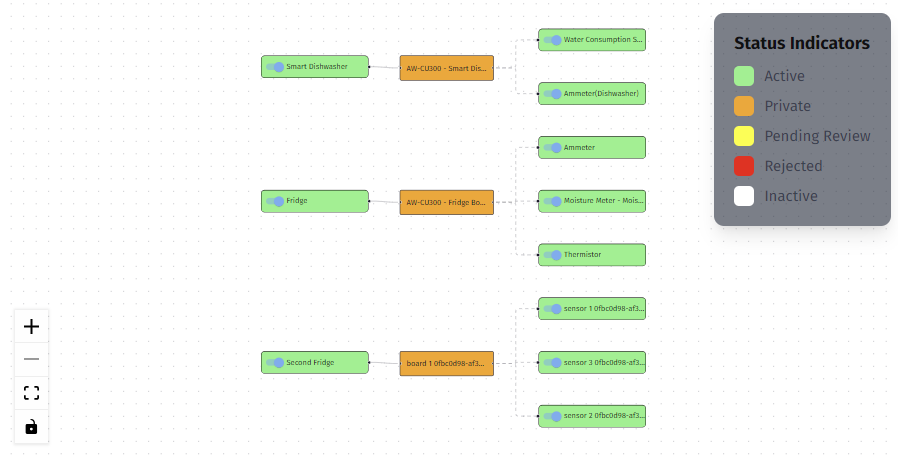 Water Consumption S...
Smart Dishwasher
AW-CU300 - Smart Dis...
Ammeter(Dishwasher)
Ammeter
Fridge
AW-CU300 - Fridge Bo...
Moisture Meter - Mois...
Thermistor
sensor 1 0fbc0d98-af3...
Second Fridge
board 1 0fbc0d98-af3...
sensor 3 0fbc0d98-af3...
sensor 2 0fbc0d98-af3...
Status Indicators
Active
Private
Pending Review
Rejected
Inactive